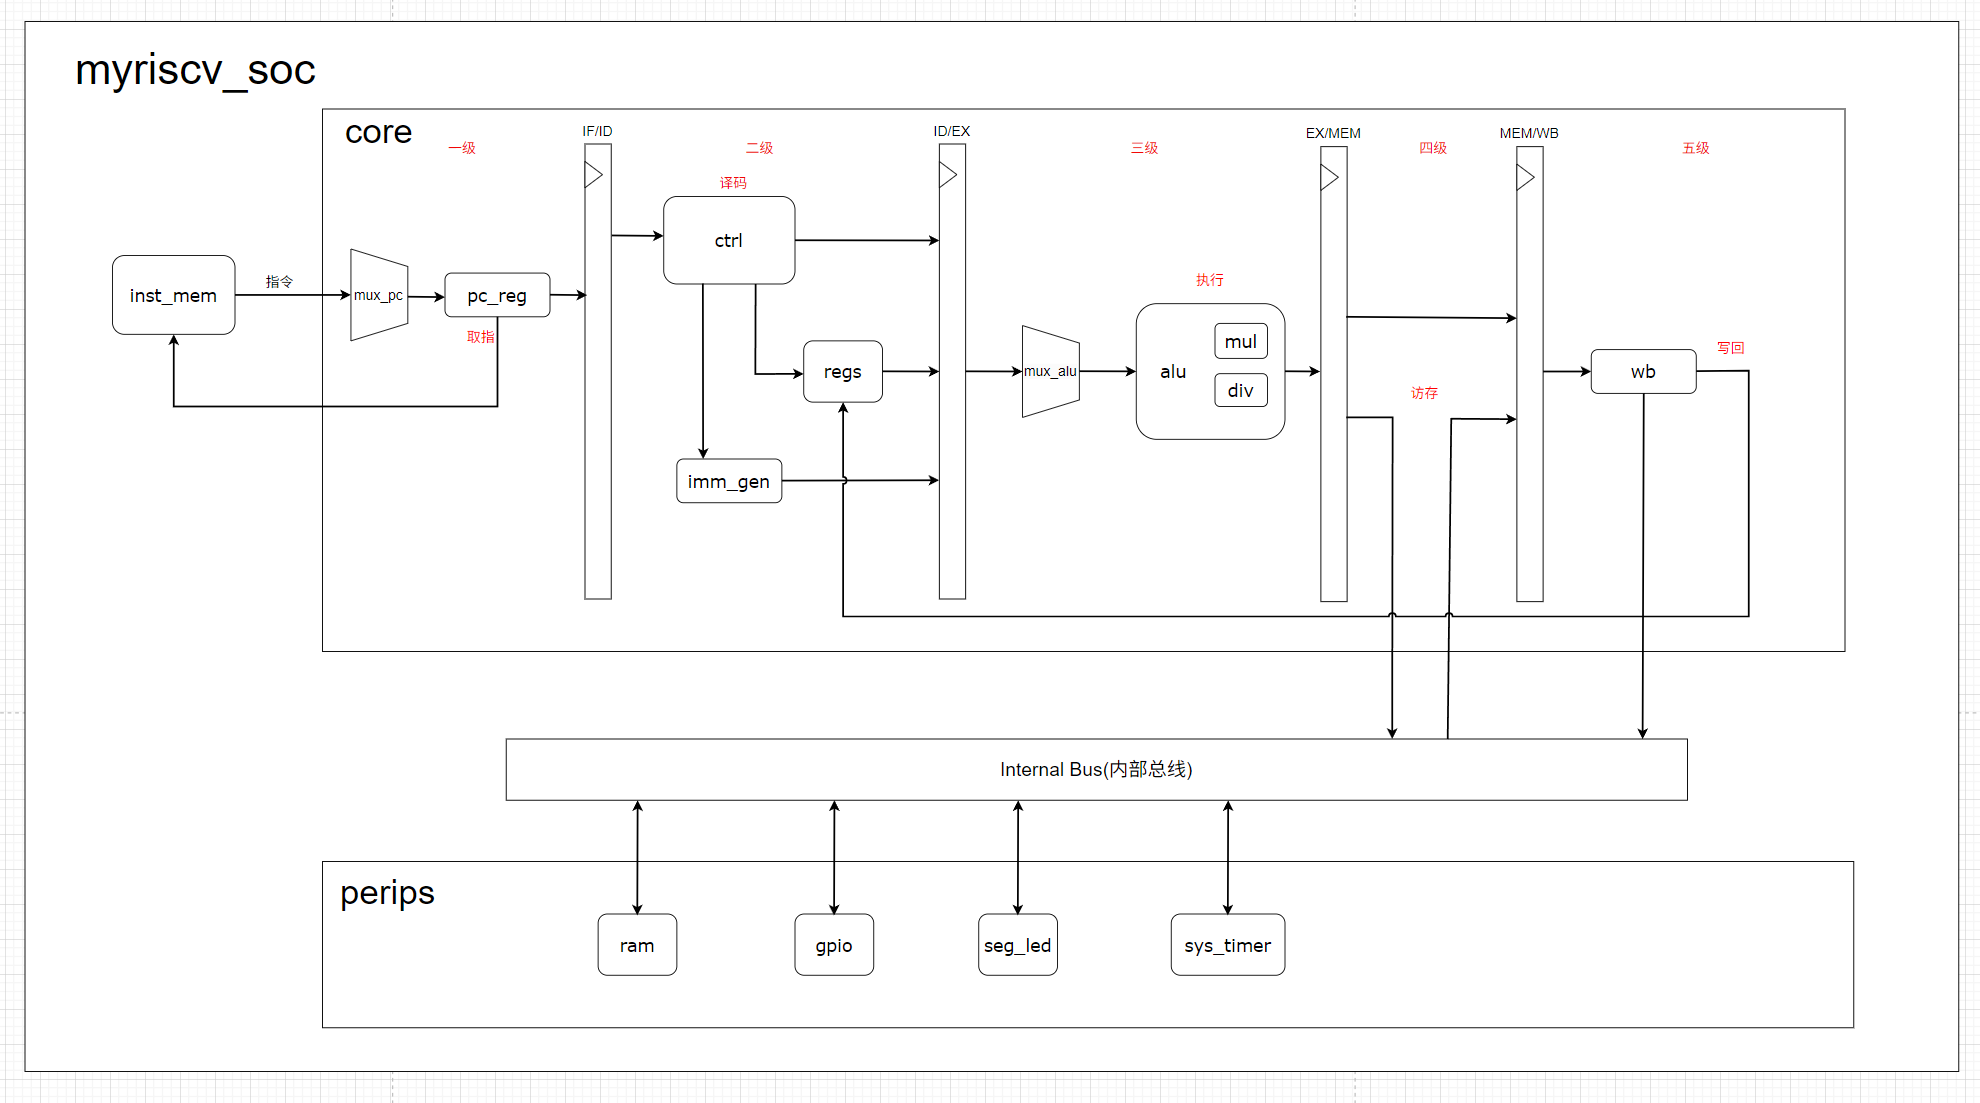 myriscv_soc
core
IF/ID
ID/EX
EX/MEM
MEM/WB
一级
二级
三级
四级
五级
译码
ctrl
inst_mem
指令
mux_pc
pc_reg
取指
regs
imm_gen
mux_alu
执行
alu
mul
div
访存
wb
写回
Internal Bus(内部总线)
perips
ram
gpio
seg_led
sys_timer